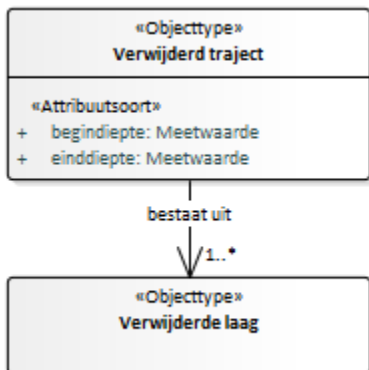 «Objecttype»
Verwijderd traject
«Attribuutsoort»
+ begindiepte: Meetwaarde
+ einddiepte: Meetwaarde
bestaat uit
1..*
«Objecttype»
Verwijderde laag